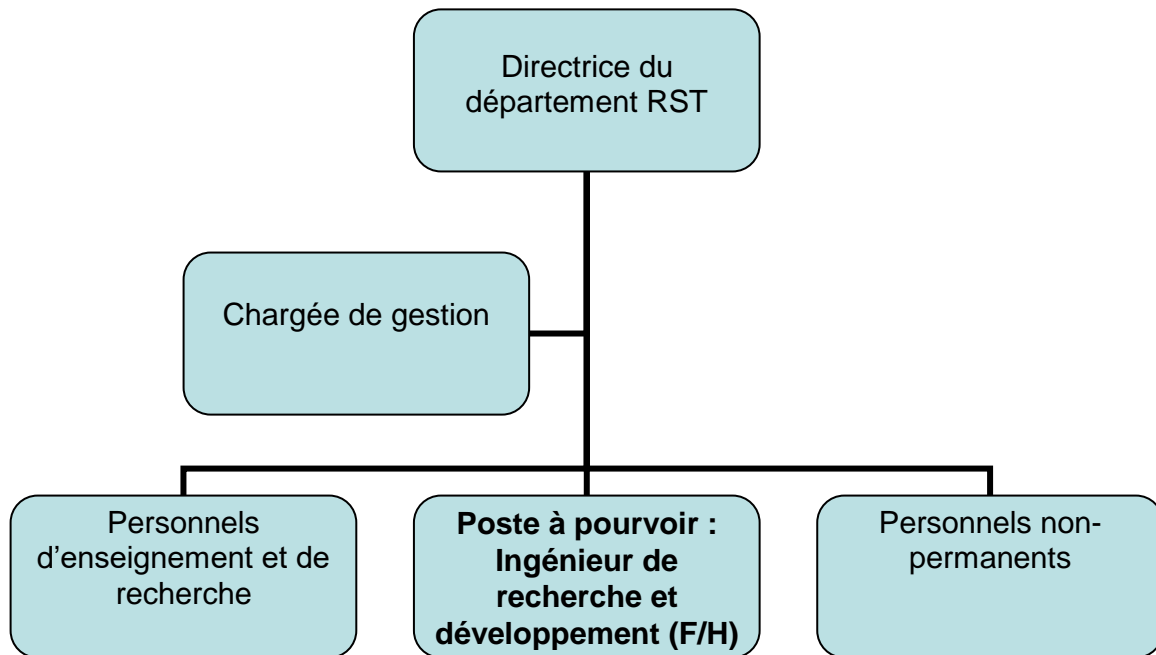 Directrice du
département RST
Chargée de gestion
Personnels
d’enseignement et de
recherche
Poste à pourvoir :
Ingénieur de
recherche et
développement (F/H)
Personnels non-
permanents